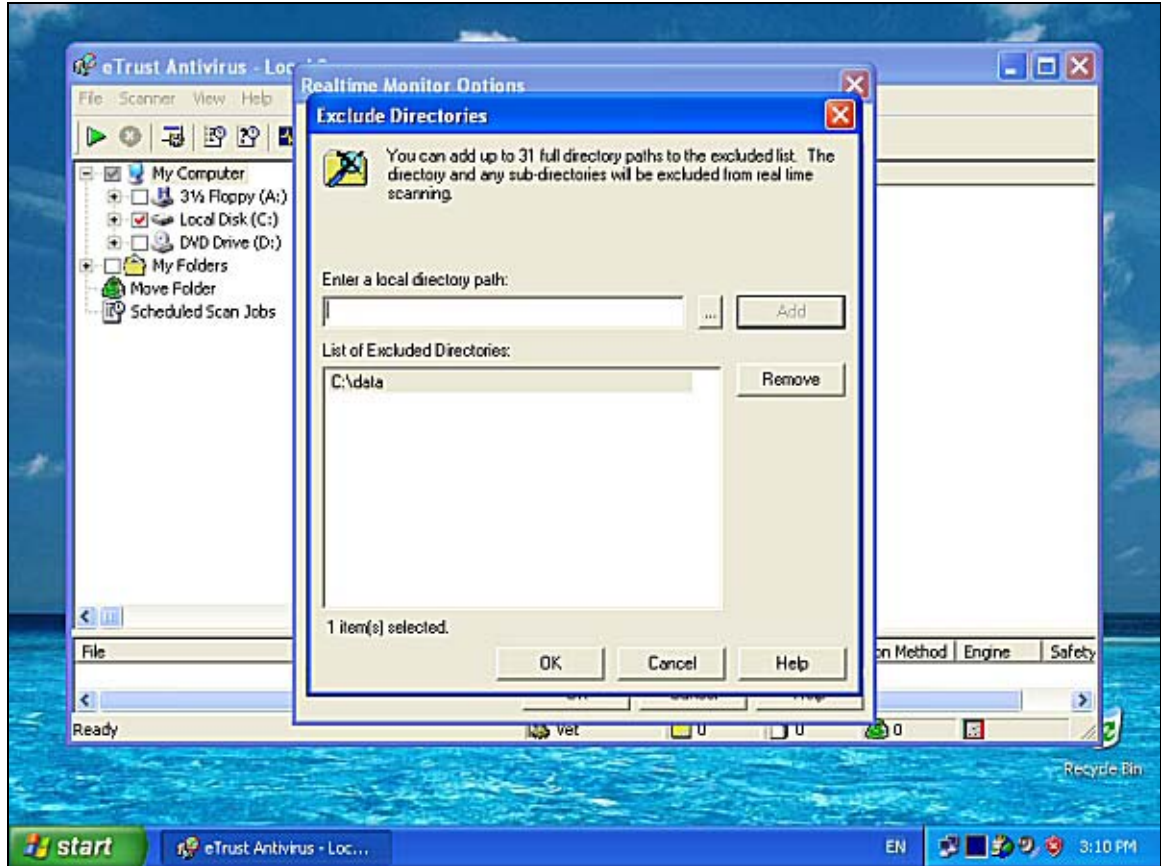 eTrust Antivirus - Loc
File Scanner View Help
My Computer
3½ Floppy (A:)
Local Disk (C:)
DVD Drive (D:)
My Folders
Move Folder
Scheduled Scan Jobs
Realtime Monitor Options
Exclude Directories
You can add up to 31 full directory paths to the excluded list. The
directory and any sub-directories will be excluded from real time
scanning.
Enter a local directory path:
... Add
List of Excluded Directories:
C:\data
Remove
1 item(s) selected.
OK Cancel Help
File on Method Engine Safety
Ready Vet 0 0 0
Recycle Bin
start eTrust Antivirus - Loc... EN 3:10 PM